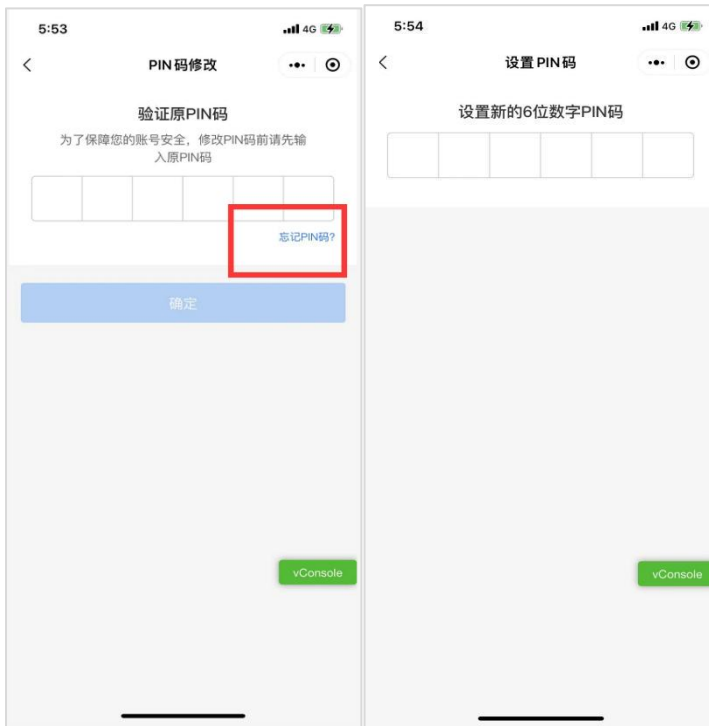 5:53
4G
PIN码修改
验证原PIN码
为了保障您的账号安全，修改PIN码前请先输
入原PIN码
忘记PIN码?
确定
vConsole
5:54
4G
设置PIN码
设置新的6位数字PIN码
vConsole